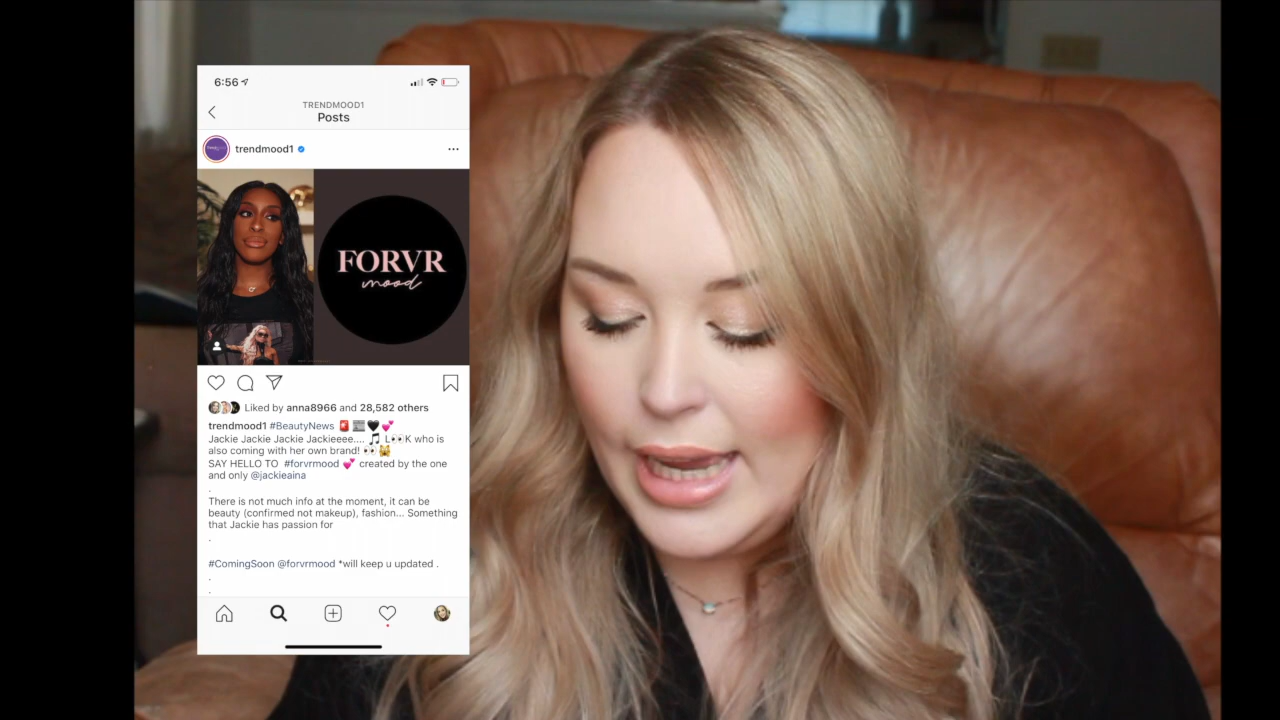 6:56
TRENDMOOD1
Posts
trendmood1
FORVR
mood
Liked by anna8966 and 28,582 others
trendmood1 #BeautyNews 🚨🎬🖤💕
Jackie Jackie Jackie Jackieeee.... 🎵 L👀K who is
also coming with her own brand! 👀🙀
SAY HELLO TO #forvrmood 💕 created by the one
and only @jackieaina
.
There is not much info at the moment, it can be
beauty (confirmed not makeup), fashion... Something
that Jackie has passion for
.
#ComingSoon @forvrmood *will keep u updated .
.
.